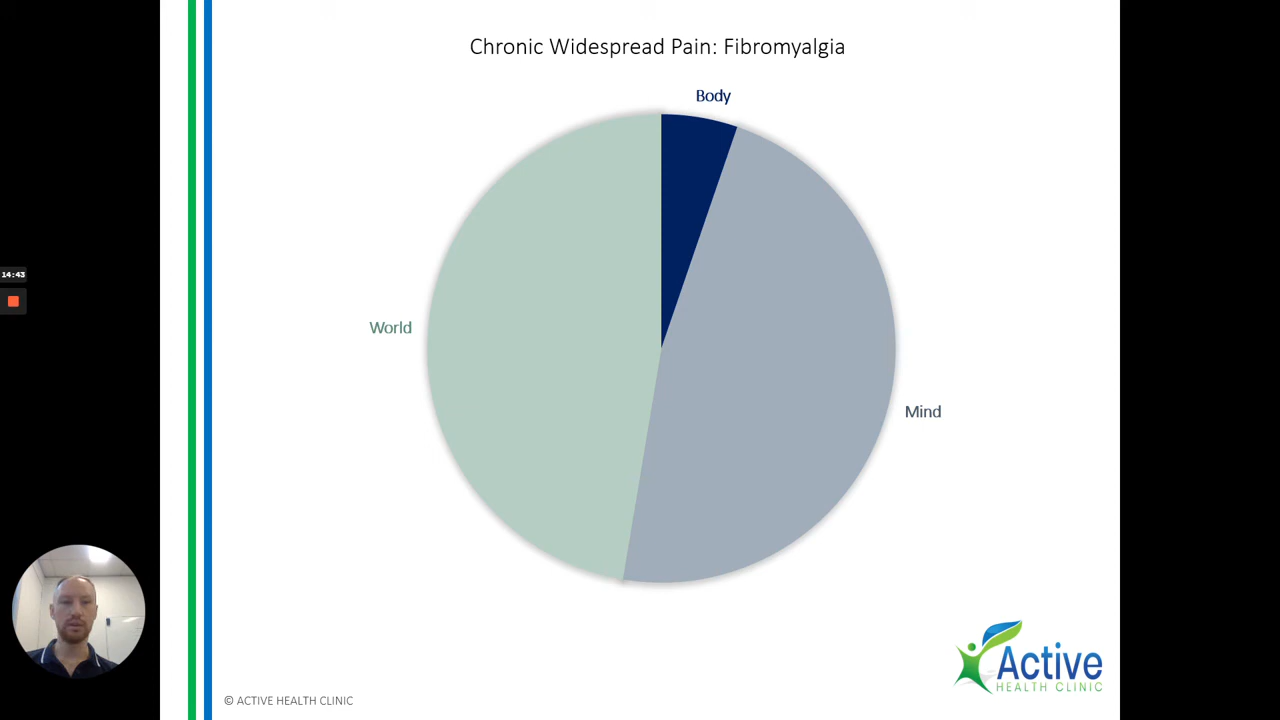 Chronic Widespread Pain: Fibromyalgia
Body
14:43
World
Mind
Active
HEALTH CLINIC
© ACTIVE HEALTH CLINIC